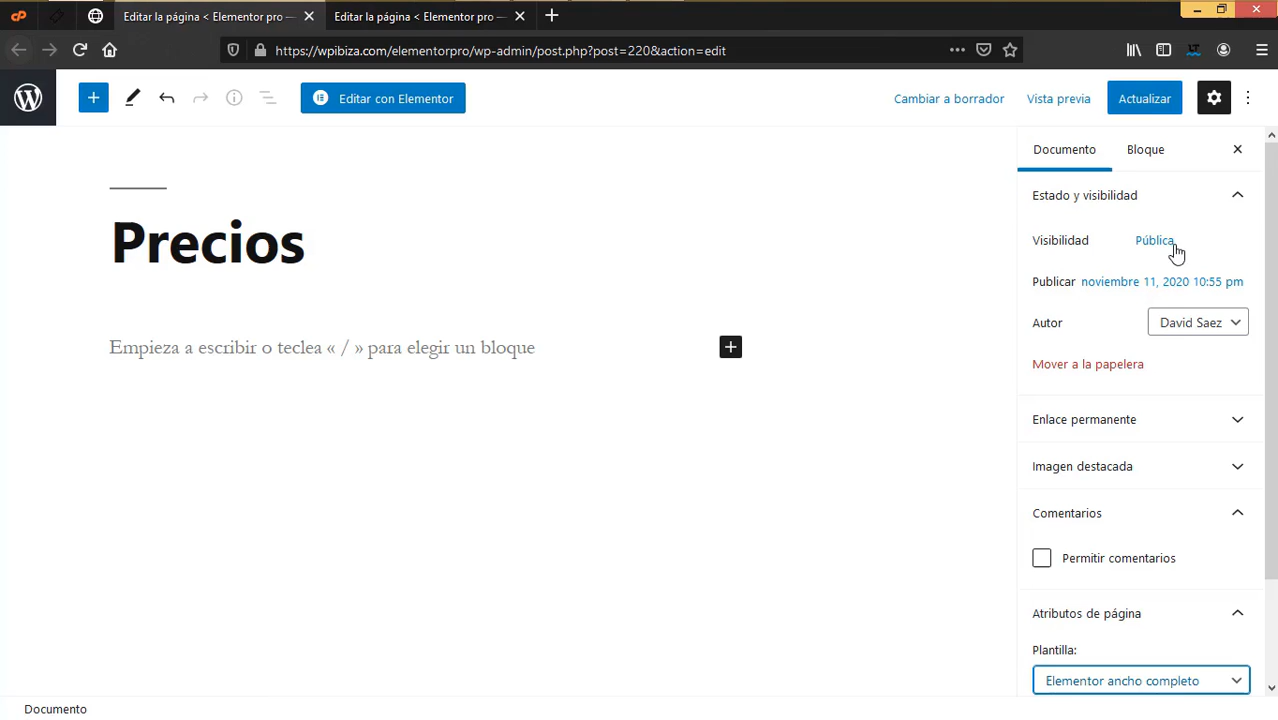 Editar la página < Elementor pro —
Editar la página < Elementor pro —
https://wpibiza.com/elementorpro/wp-admin/post.php?post=220&action=edit
Editar con Elementor
Cambiar a borrador
Vista previa
Actualizar
Precios
Empieza a escribir o teclea « / » para elegir un bloque
Documento
Bloque
Estado y visibilidad
Visibilidad Pública
Publicar noviembre 11, 2020 10:55 pm
Autor David Saez
Mover a la papelera
Enlace permanente
Imagen destacada
Comentarios
Permitir comentarios
Atributos de página
Plantilla:
Elementor ancho completo
Documento